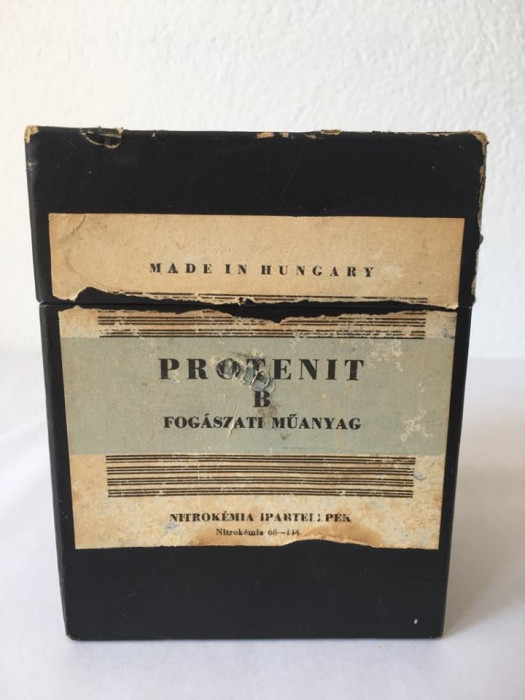 MADE IN HUNGARY
PROTENIT
B
FOGÁSZATI MŰANYAG
NITROKÉMIA IPARTELEPEK
Nitrokémia 66—144